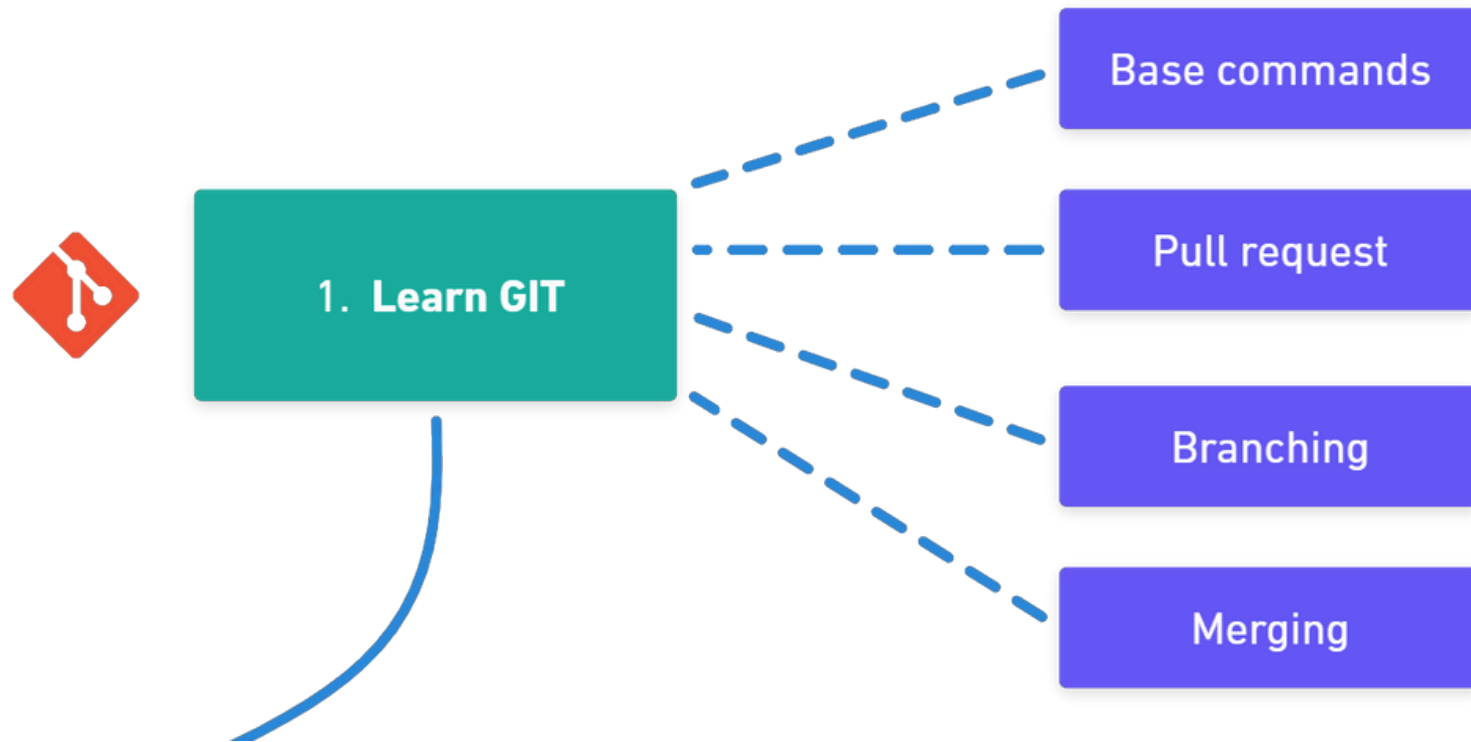 Base commands
1. Learn GIT
Pull request
Branching
Merging